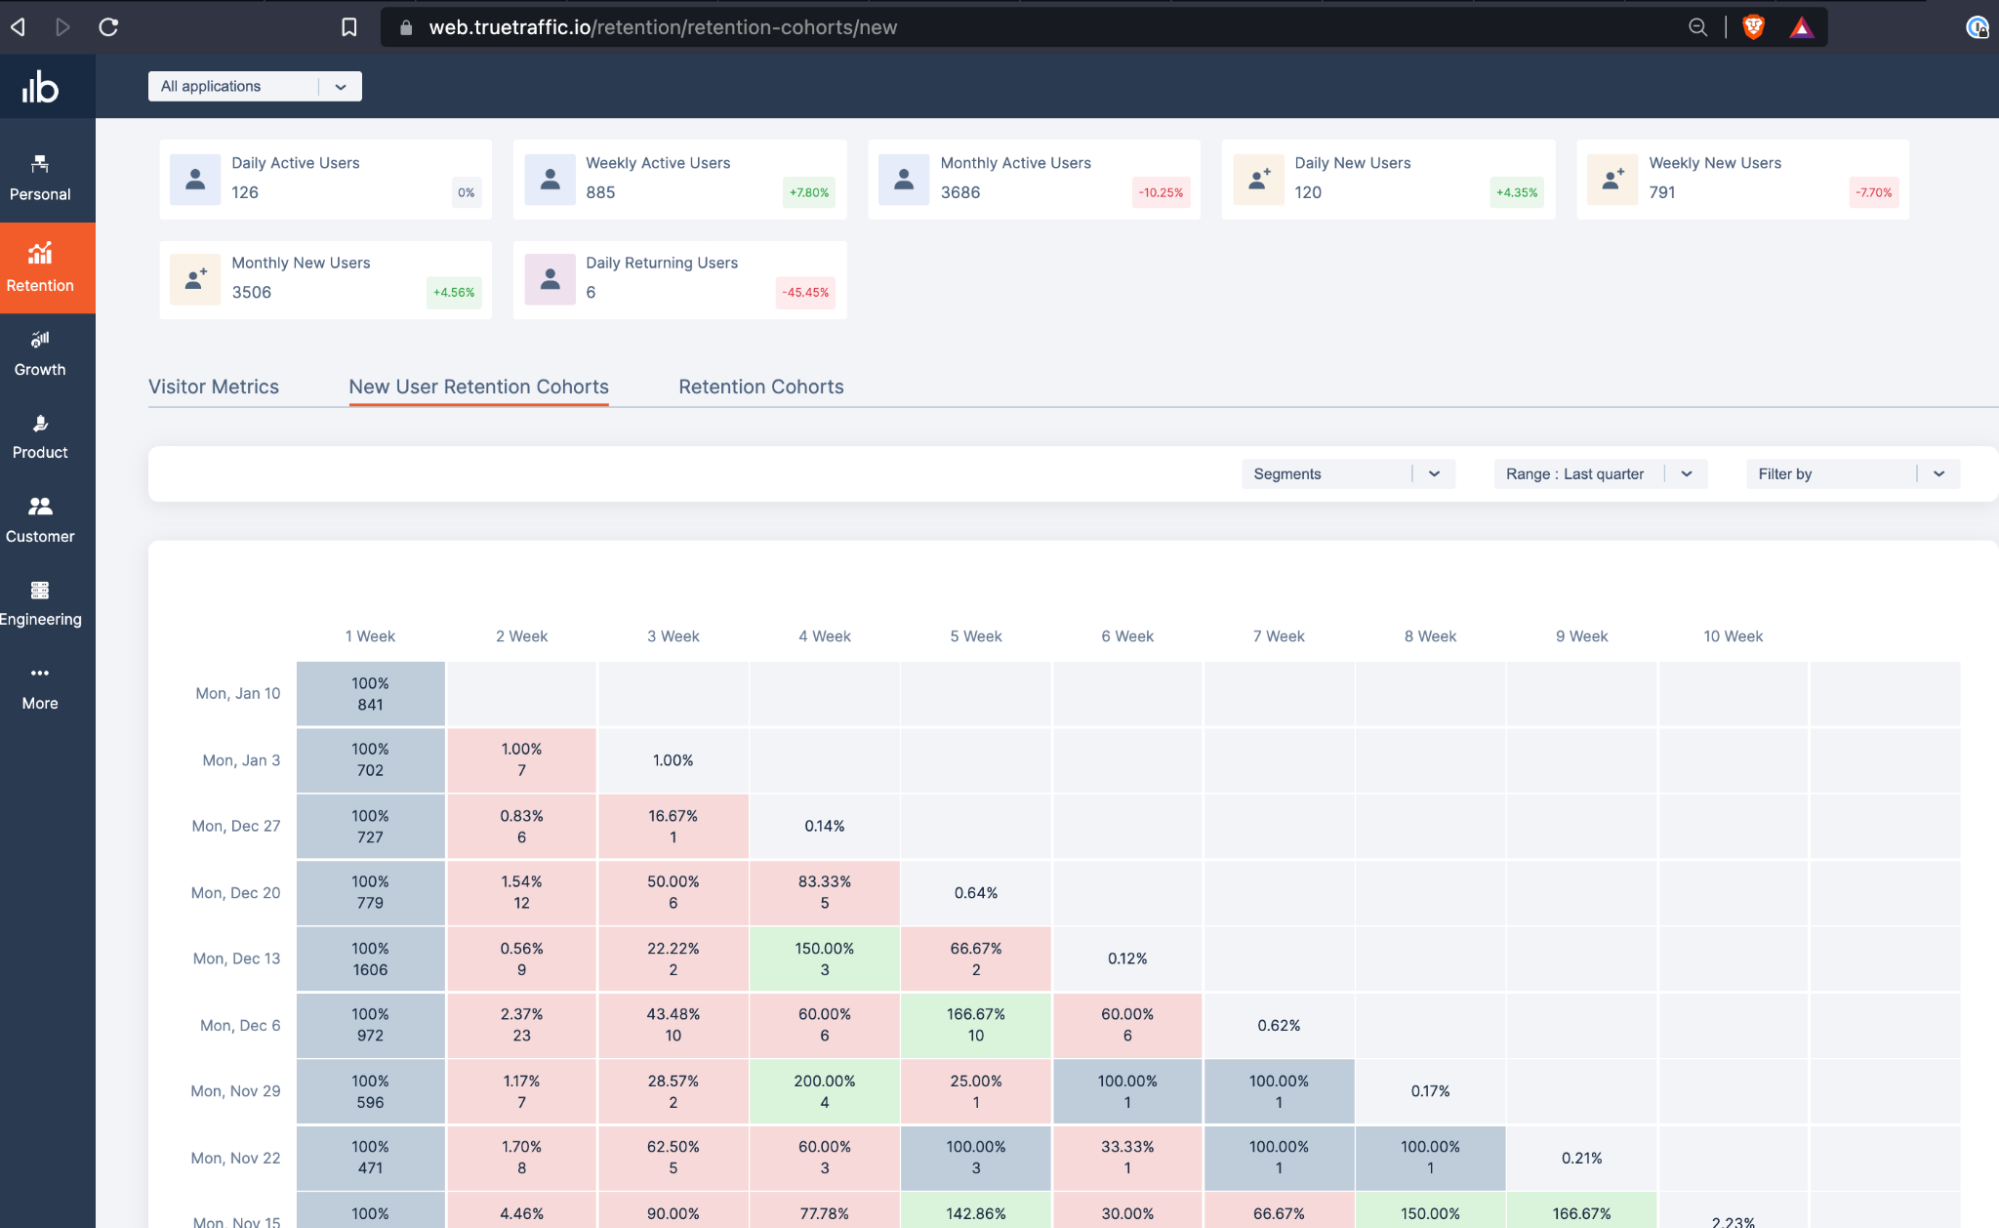 web.truetraffic.io/retention/retention-cohorts/new
ılb
All applications
Daily Active Users
126
0%
Weekly Active Users
885
+7.80%
Monthly Active Users
3686
-10.25%
Daily New Users
120
+4.35%
Weekly New Users
791
-7.70%
Monthly New Users
3506
+4.56%
Daily Returning Users
6
-45.45%
Personal
Retention
Growth
Product
Customer
Engineering
More
Visitor Metrics
New User Retention Cohorts
Retention Cohorts
Segments
Range : Last quarter
Filter by
1 Week 2 Week 3 Week 4 Week 5 Week 6 Week 7 Week 8 Week 9 Week 10 Week
Mon, Jan 10
100%
841
Mon, Jan 3
100% 1.00% 1.00%
702 7
Mon, Dec 27
100% 0.83% 16.67% 0.14%
727 6 1
Mon, Dec 20
100% 1.54% 50.00% 83.33% 0.64%
779 12 6 5
Mon, Dec 13
100% 0.56% 22.22% 150.00% 66.67% 0.12%
1606 9 2 3 2
Mon, Dec 6
100% 2.37% 43.48% 60.00% 166.67% 60.00% 0.62%
972 23 10 6 10 6
Mon, Nov 29
100% 1.17% 28.57% 200.00% 25.00% 100.00% 100.00% 0.17%
596 7 2 4 1 1 1
Mon, Nov 22
100% 1.70% 62.50% 60.00% 100.00% 33.33% 100.00% 100.00% 0.21%
471 8 5 3 3 1 1 1
Mon, Nov 15
100% 4.46% 90.00% 77.78% 142.86% 30.00% 66.67% 150.00% 166.67% 2.23%